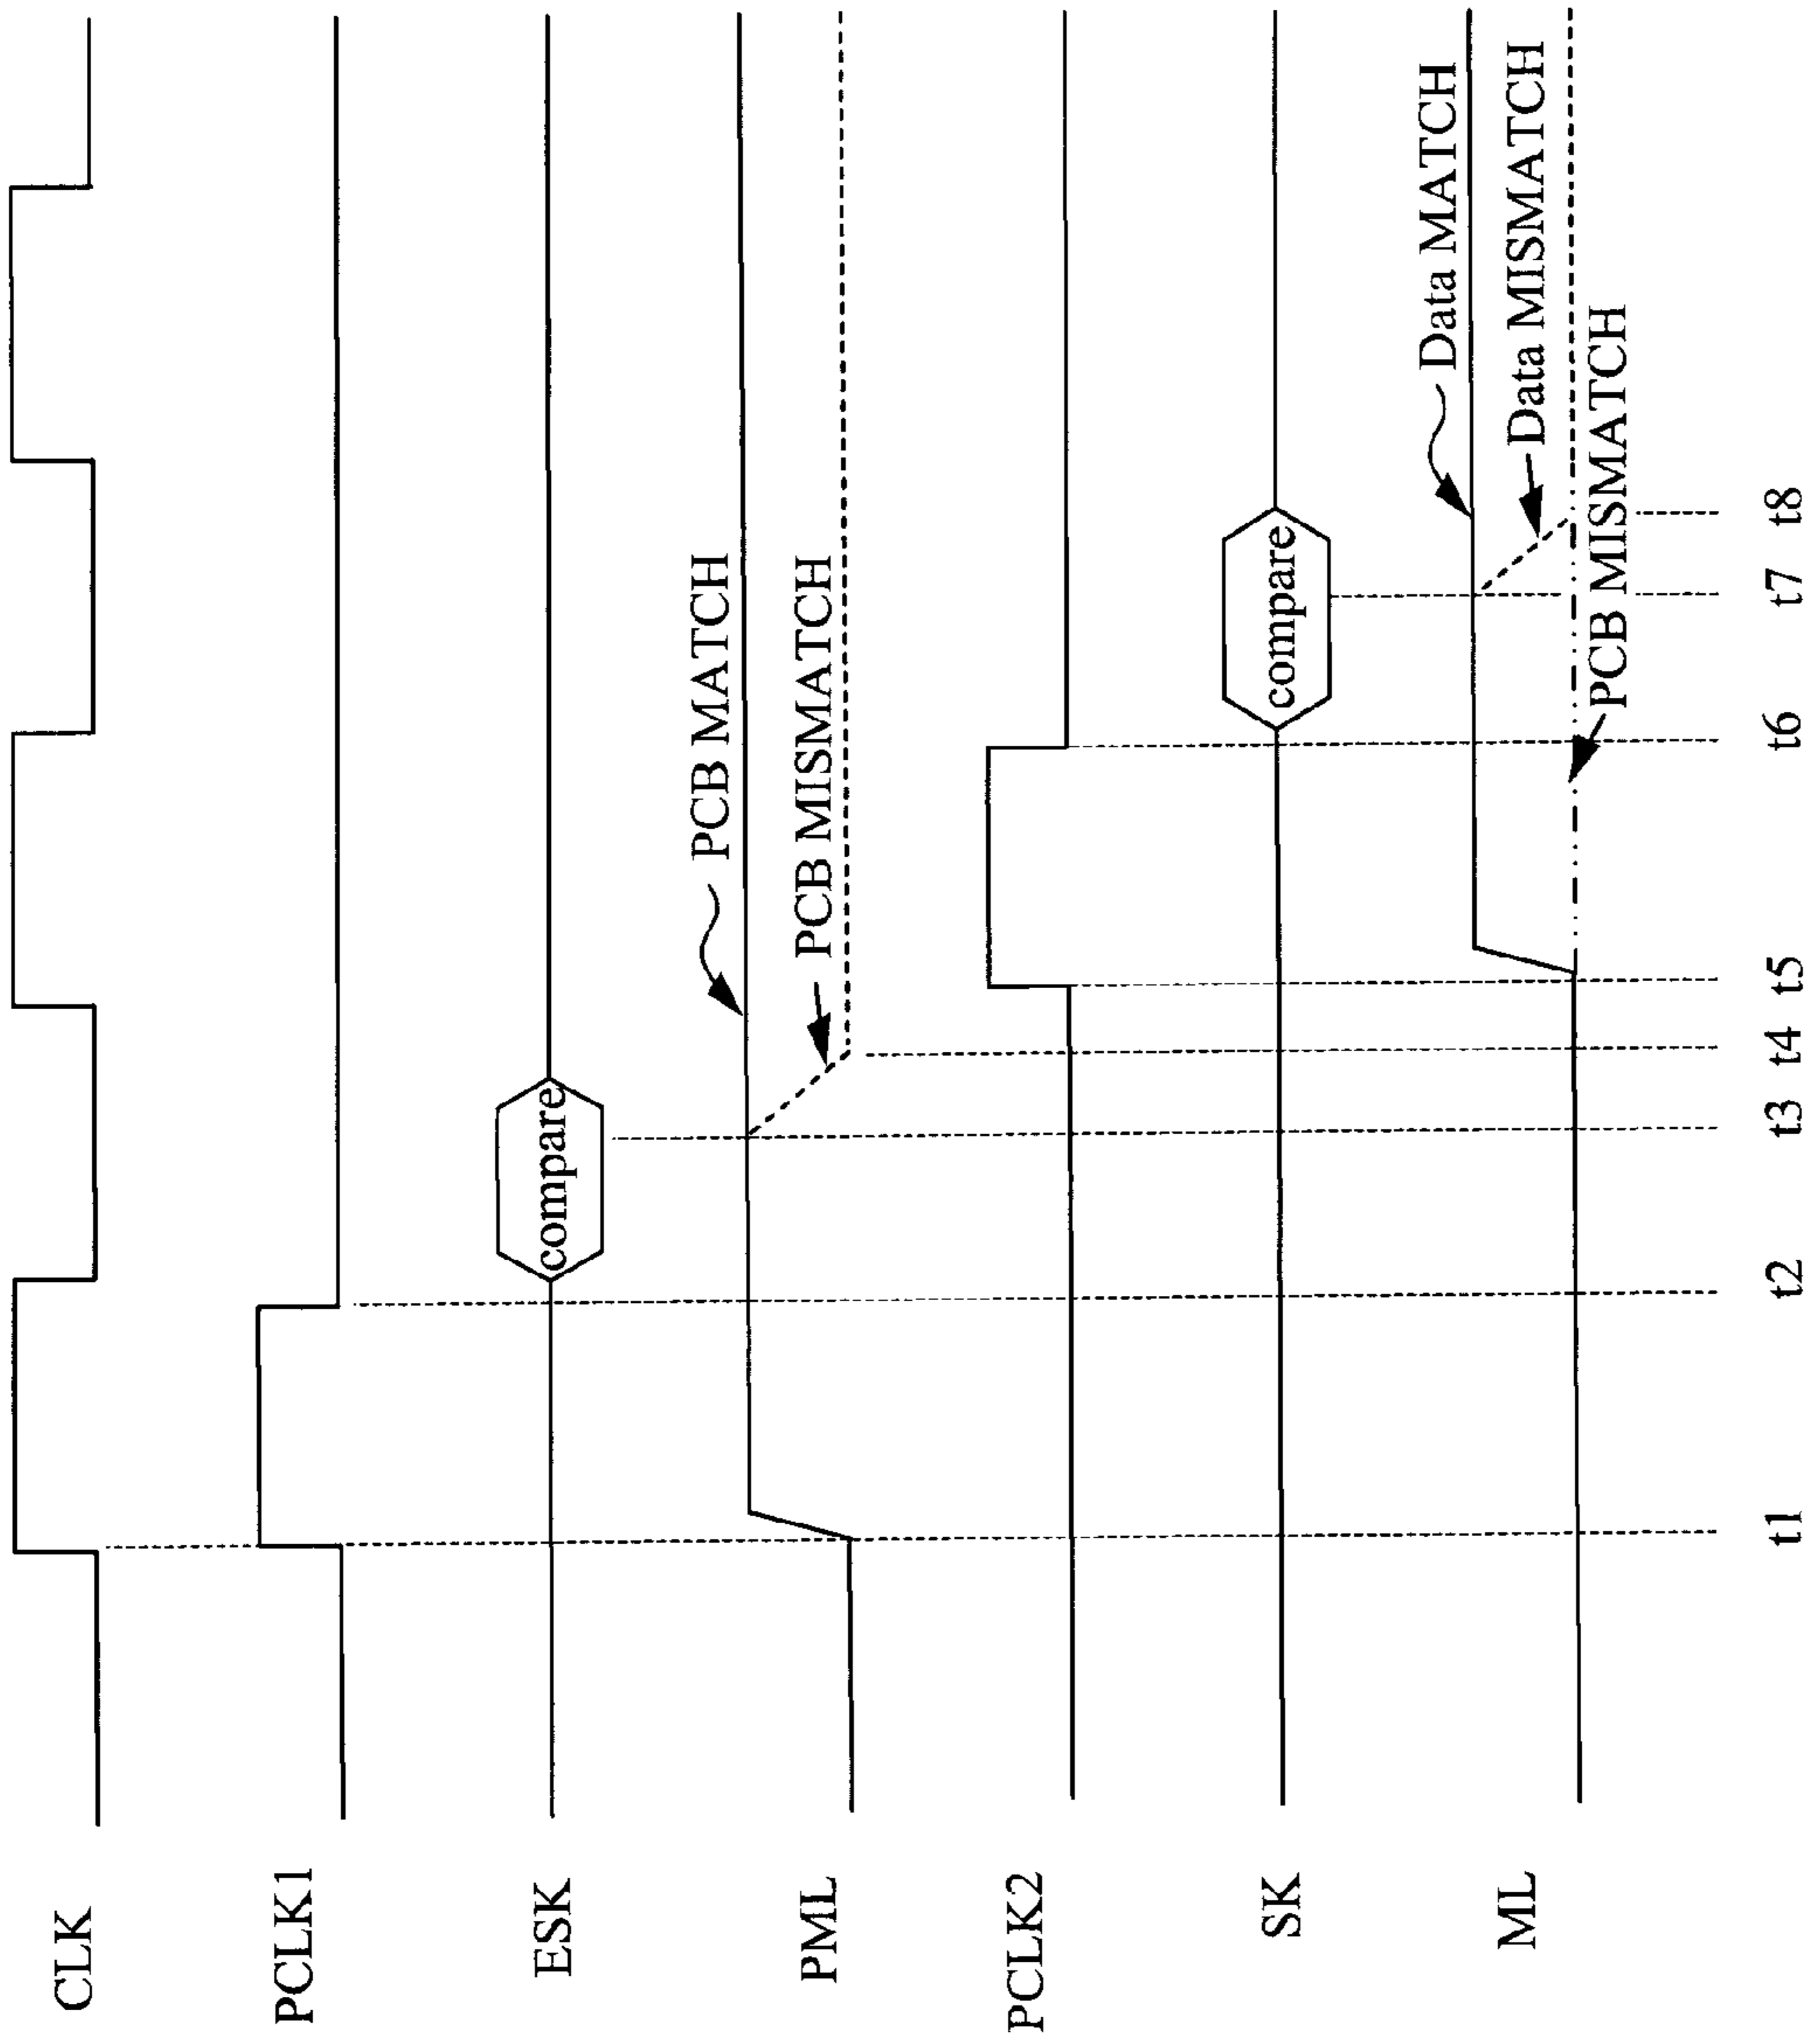 CLK
PCLK1
ESK
compare
PML
PCB MATCH
PCB MISMATCH
PCLK2
SK
compare
ML
Data MATCH
Data MISMATCH
PCB MISMATCH
t1 t2 t3 t4 t5 t6 t7 t8